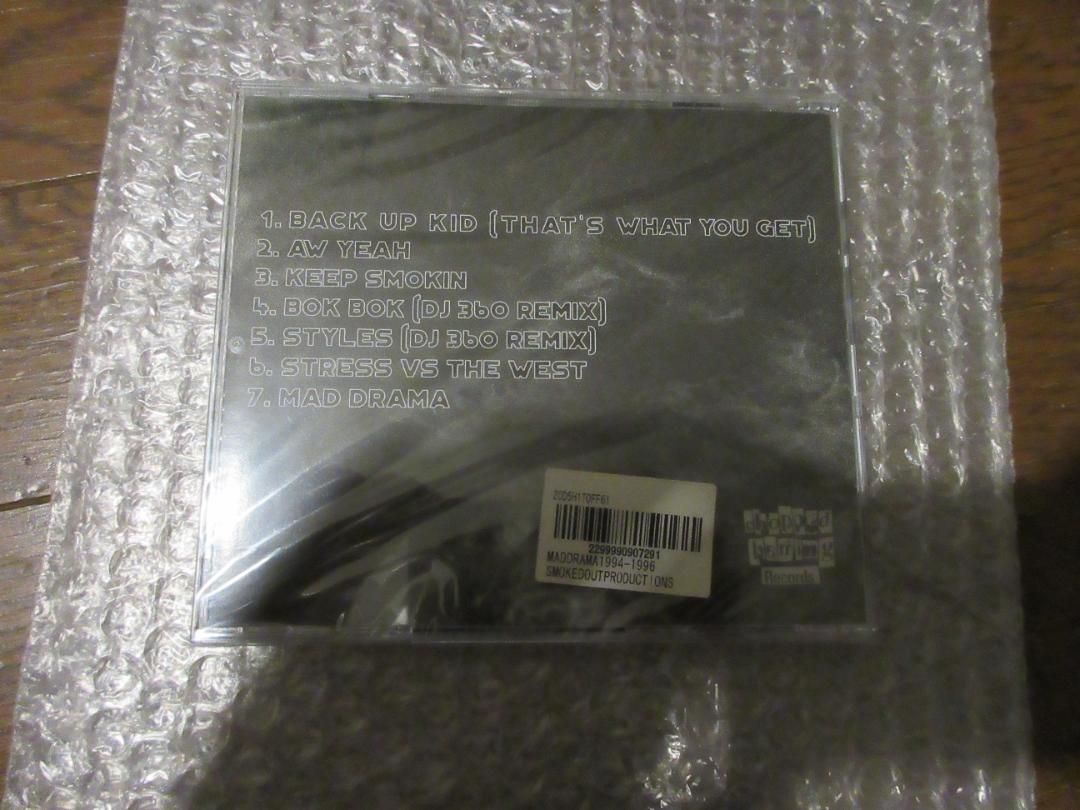 1. BACK UP KID (THAT'S WHAT YOU GET)
2. AW YEAH
3. KEEP SMOKIN
4. BOK BOK (DJ 360 REMIX)
5. STYLES (DJ 360 REMIX)
6. STRESS VS THE WEST
7. MAD DRAMA
2299990907291
MADDRAMA1994-1996
SMOKEDOUTPRODUCTIONS
Chopped
Herring
Records